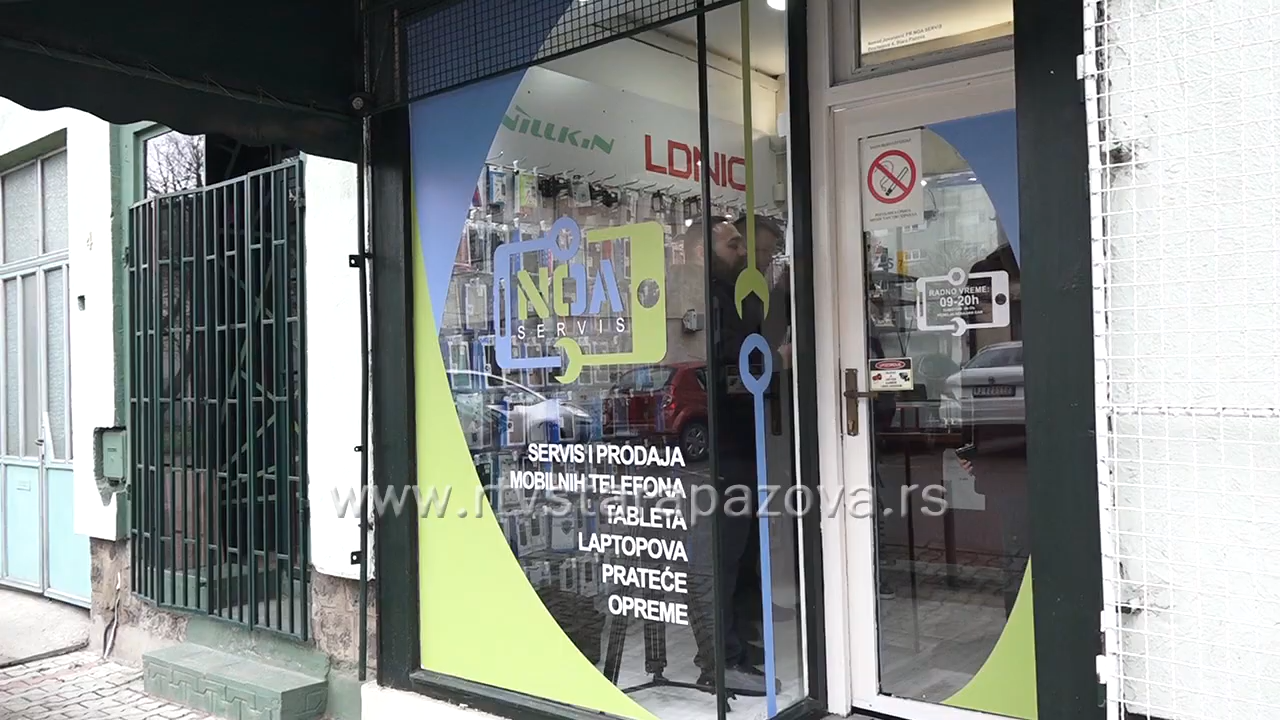 NILLKIN
LDNIO
NOA
SERVIS
SERVIS I PRODAJA
MOBILNIH TELEFONA
TABLETA
LAPTOPOVA
PRATEĆE
OPREME
RADNO VREME:
09-20h
www.rtvstarapazova.rs